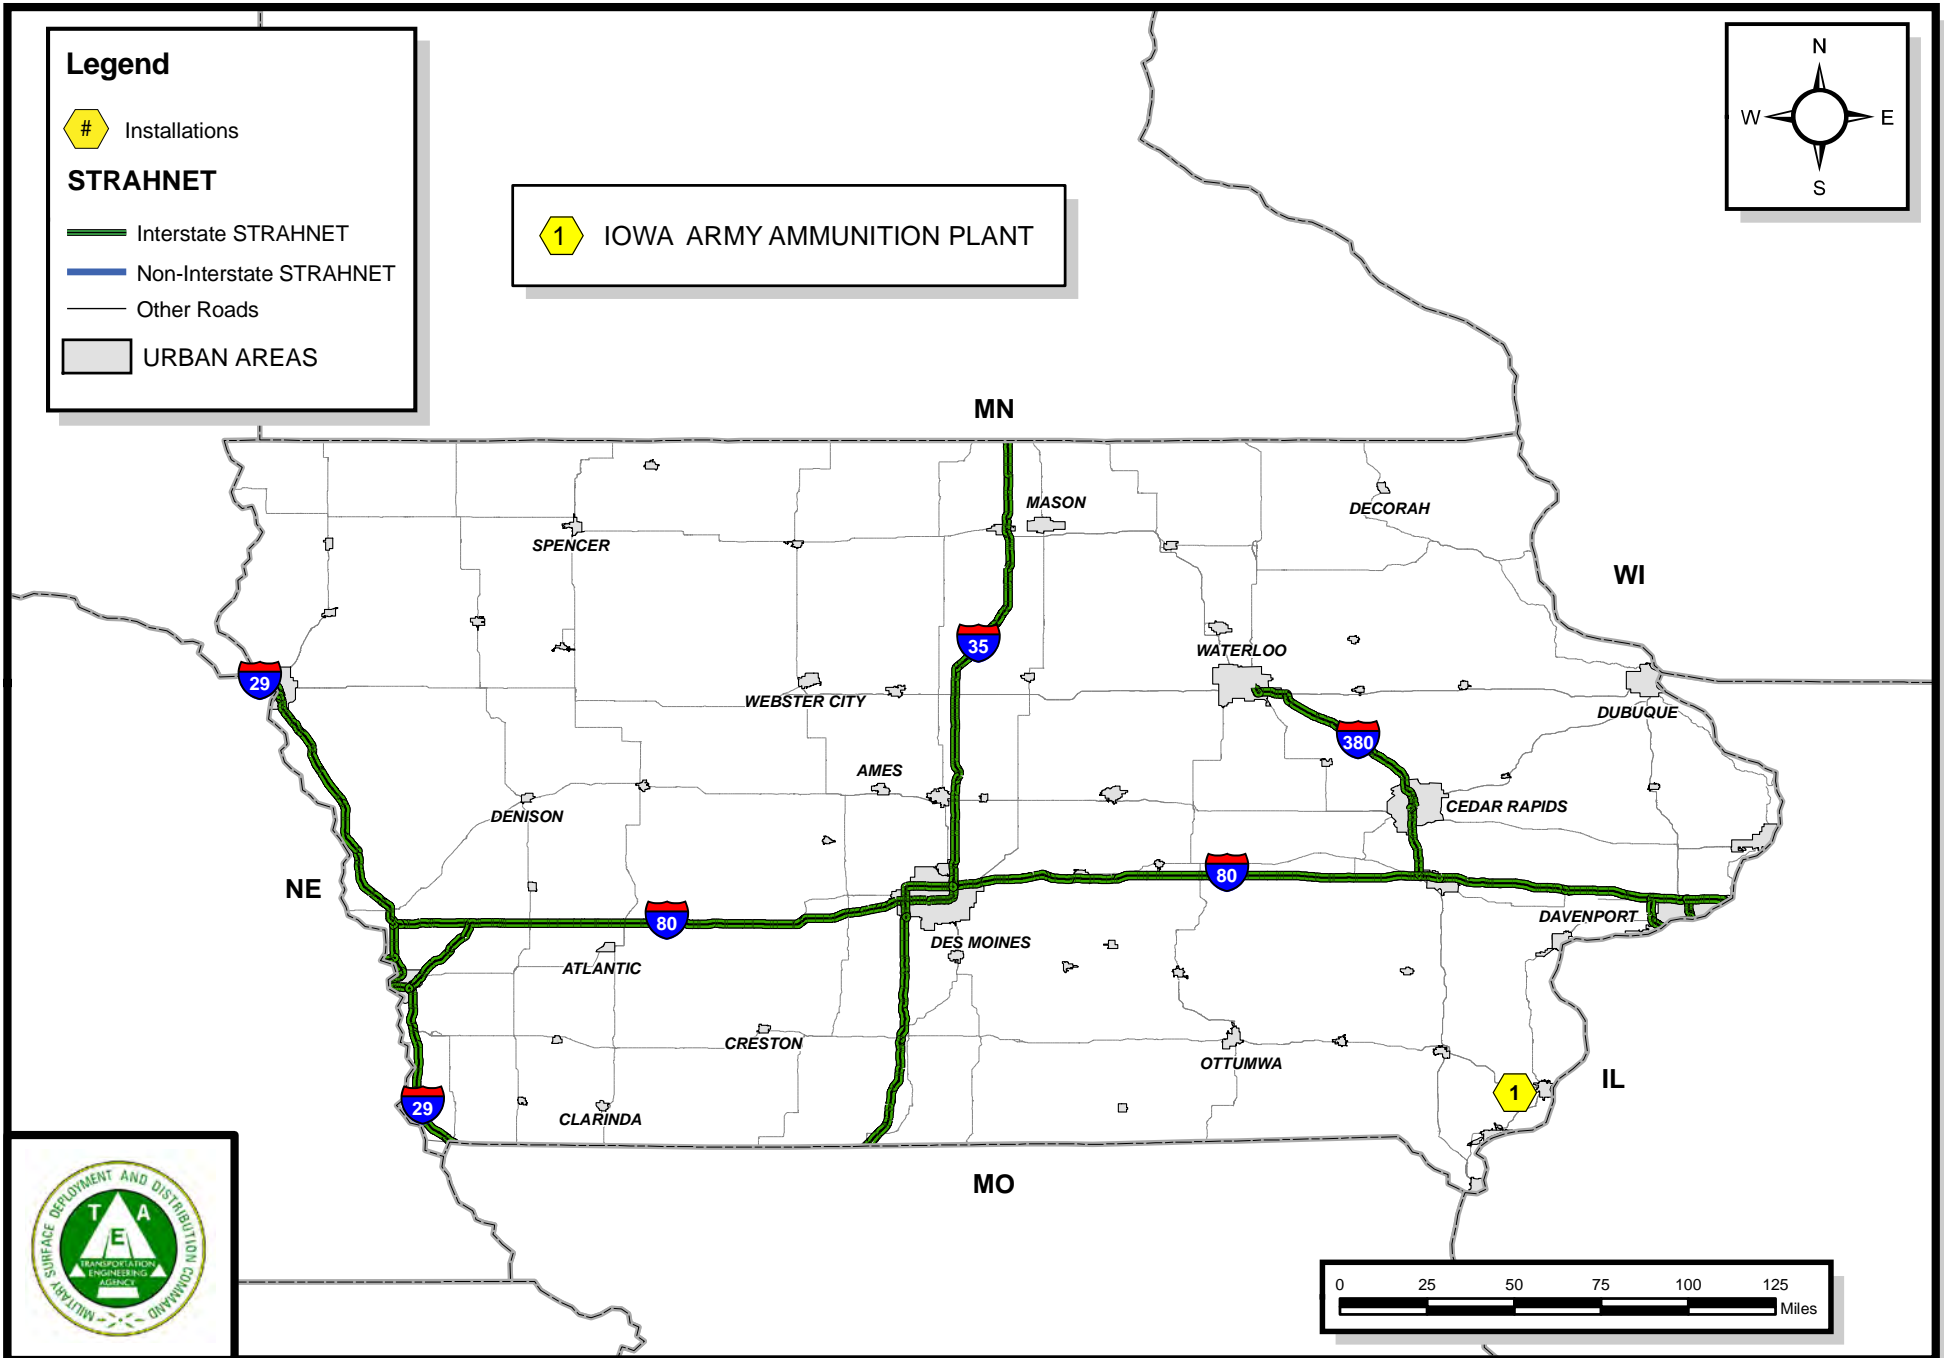 Legend
# Installations
STRAHNET
Interstate STRAHNET
Non-Interstate STRAHNET
Other Roads
URBAN AREAS
1 IOWA ARMY AMMUNITION PLANT
N
W E
S
MN
MASON
DECORAH
SPENCER
WI
35
WATERLOO
29
WEBSTER CITY
DUBUQUE
380
AMES
CEDAR RAPIDS
DENISON
80
NE
80
DAVENPORT
DES MOINES
ATLANTIC
CRESTON
OTTUMWA
IL
1
29
CLARINDA
MO
MILITARY SURFACE DEPLOYMENT AND DISTRIBUTION COMMAND
T E A
TRANSPORTATION
ENGINEERING
AGENCY
0 25 50 75 100 125
Miles